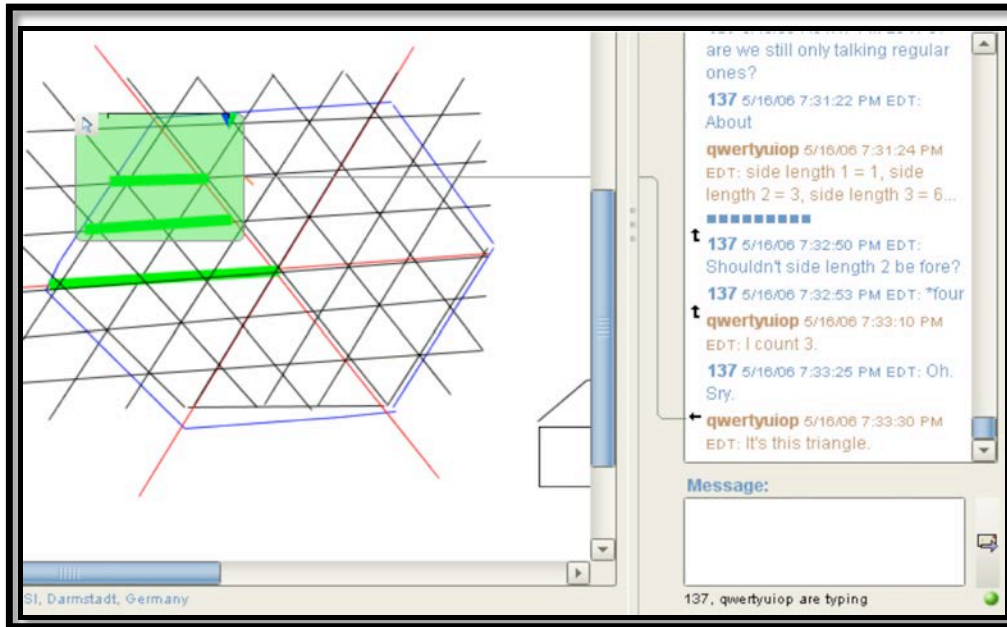 are we still only talking regular
ones?
137 5/16/06 7:31:22 PM EDT:
About
qwertyuiop 5/16/06 7:31:24 PM
EDT: side length 1 = 1, side
length 2 = 3, side length 3 = 6...
137 5/16/06 7:32:50 PM EDT:
Shouldn't side length 2 be fore?
137 5/16/06 7:32:53 PM EDT: *four
qwertyuiop 5/16/06 7:33:10 PM
EDT: I count 3.
137 5/16/06 7:33:25 PM EDT: Oh.
Sry.
qwertyuiop 5/16/06 7:33:30 PM
EDT: It's this triangle.
Message:
SI, Darmstadt, Germany
137, qwertyuiop are typing